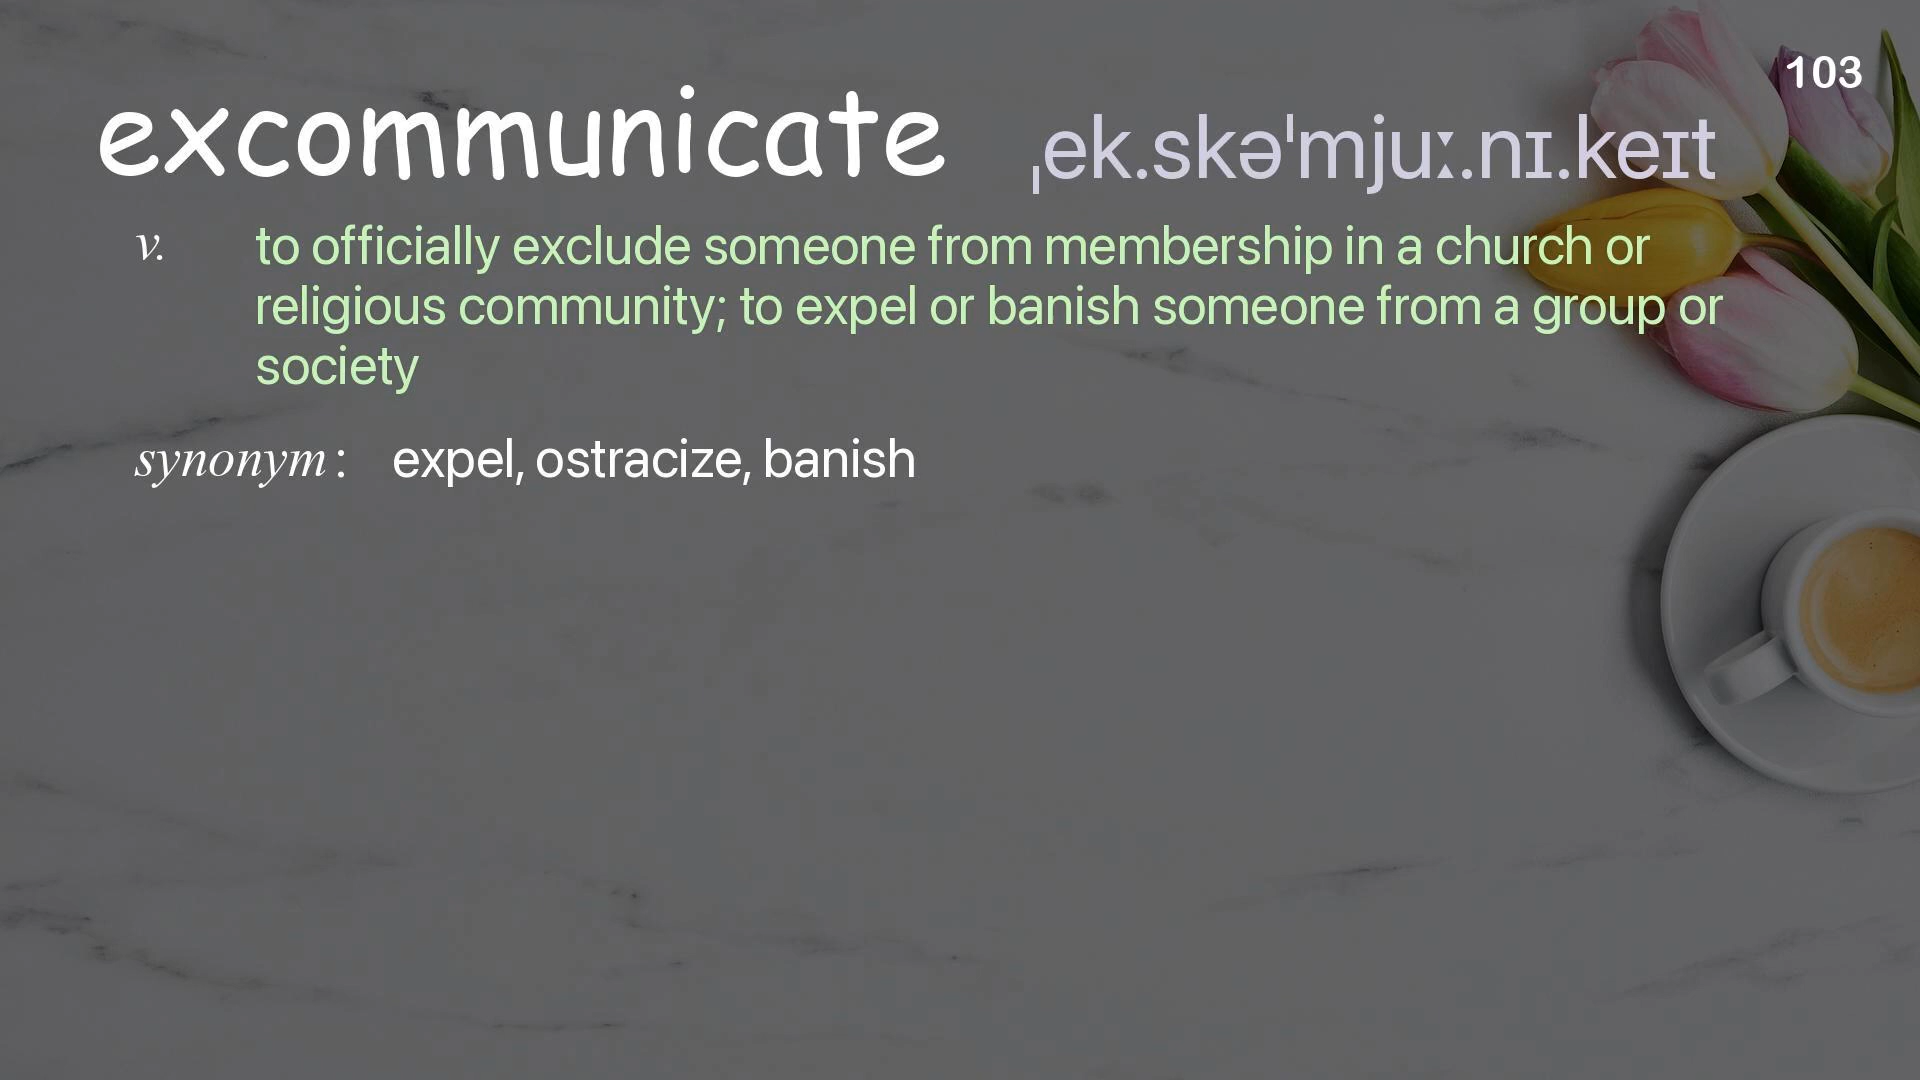 103
excommunicate ˌek.skəˈmjuː.nɪ.keɪt
v. to officially exclude someone from membership in a church or
religious community; to expel or banish someone from a group or
society
synonym: expel, ostracize, banish